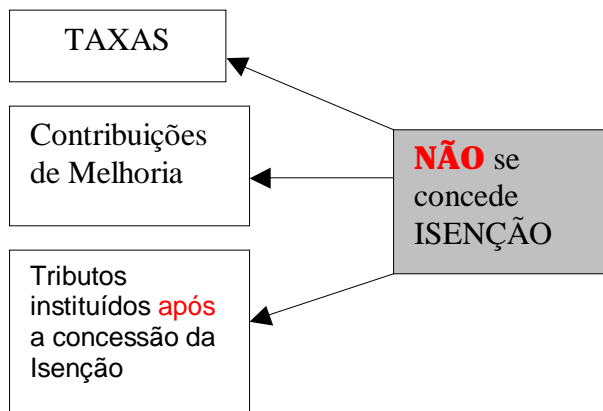 TAXAS
Contribuições
de Melhoria
NÃO se
concede
ISENÇÃO
Tributos
instituídos após
a concessão da
Isenção